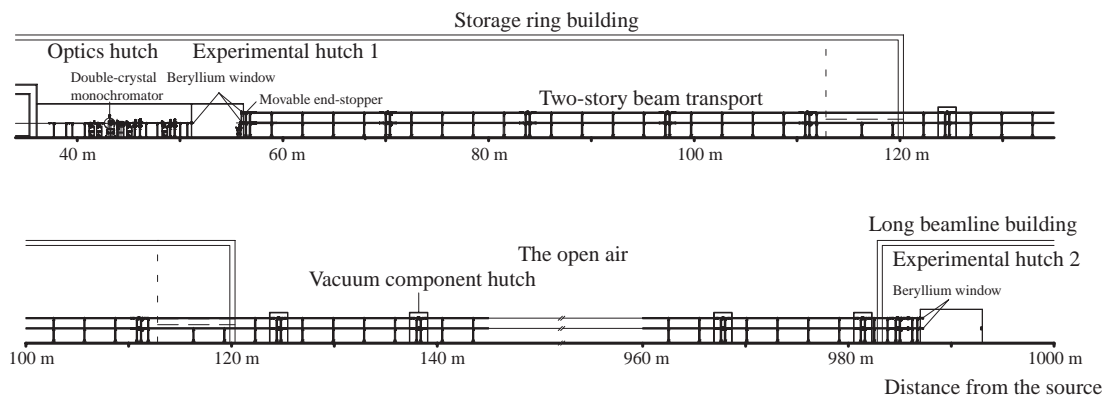 Storage ring building
Optics hutch
Experimental hutch 1
Double-crystal
monochromator
Beryllium window
Movable end-stopper
Two-story beam transport
40 m
60 m
80 m
100 m
120 m
Long beamline building
The open air
Experimental hutch 2
Vacuum component hutch
Beryllium window
100 m
120 m
140 m
960 m
980 m
1000 m
Distance from the source